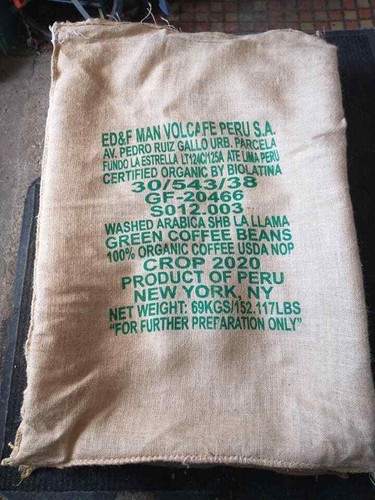 ED&F MAN VOLCAFE PERU S.A.
AV. PEDRO RUIZ GALLO URB. PARCELA
FUNDO LA ESTRELLA LT124C/125A ATE LIMA PERU
CERTIFIED ORGANIC BY BIOLATINA
30/543/38
GF-20466
S012.003
WASHED ARABICA SHB LA LLAMA
GREEN COFFEE BEANS
100% ORGANIC COFFEE USDA NOP
CROP 2020
PRODUCT OF PERU
NEW YORK, NY
NET WEIGHT: 69KGS/152.117LBS
“FOR FURTHER PREPARATION ONLY”